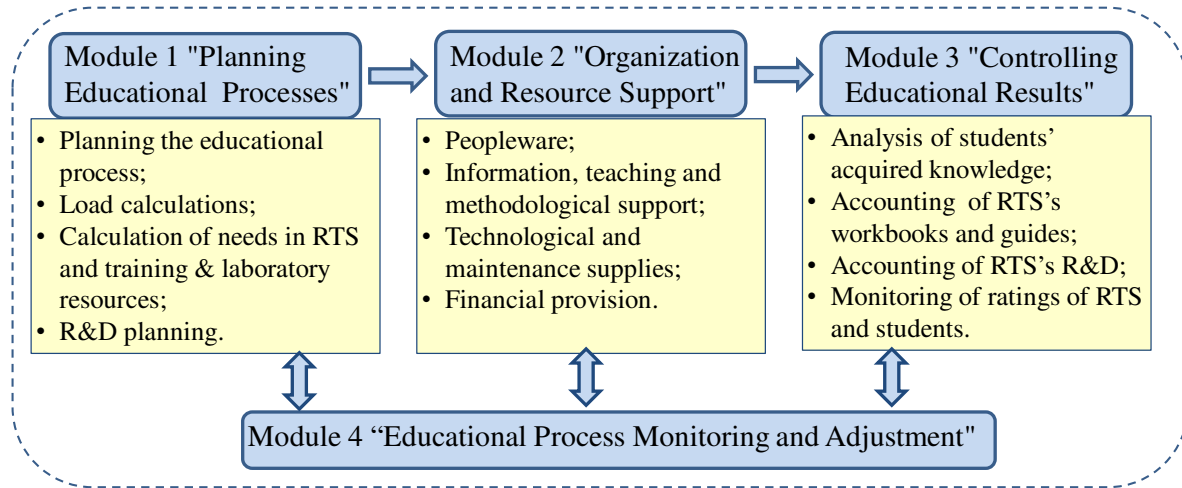 Module 1 "Planning
Educational Processes"
• Planning the educational
process;
• Load calculations;
• Calculation of needs in RTS
and training & laboratory
resources;
• R&D planning.
Module 2 "Organization
and Resource Support"
• Peopleware;
• Information, teaching and
methodological support;
• Technological and
maintenance supplies;
• Financial provision.
Module 3 "Controlling
Educational Results"
• Analysis of students’
acquired knowledge;
• Accounting of RTS’s
workbooks and guides;
• Accounting of RTS’s R&D;
• Monitoring of ratings of RTS
and students.
Module 4 “Educational Process Monitoring and Adjustment"